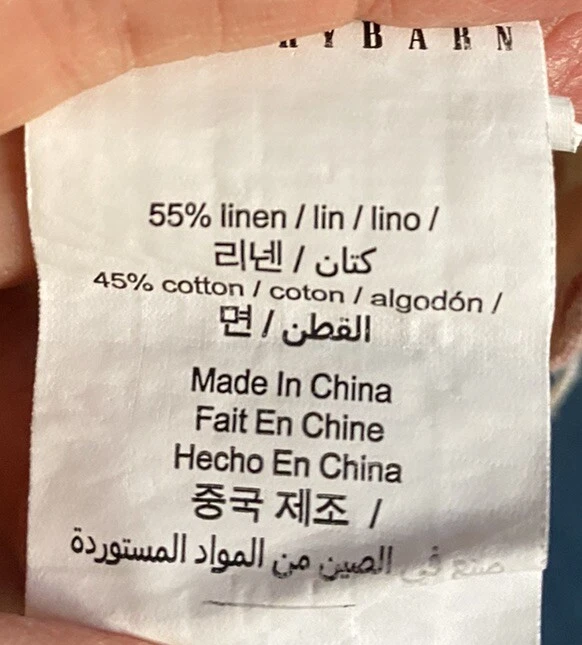 BARN
55% linen / lin / lino /
리넨 / كتان
45% cotton / coton / algodón /
면 / القطن
Made In China
Fait En Chine
Hecho En China
중국 제조 /
صنع في الصين من المواد المستوردة